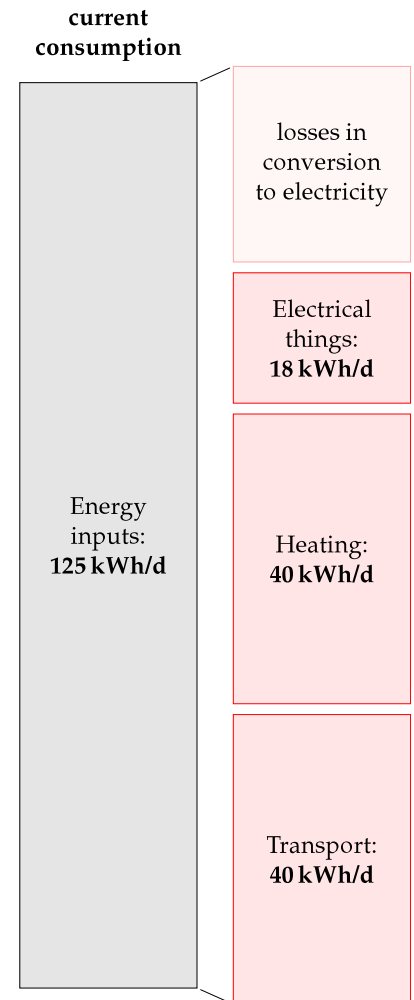 current
consumption
losses in
conversion
to electricity
Electrical
things:
18 kWh/d
Energy
inputs:
125 kWh/d
Heating:
40 kWh/d
Transport:
40 kWh/d